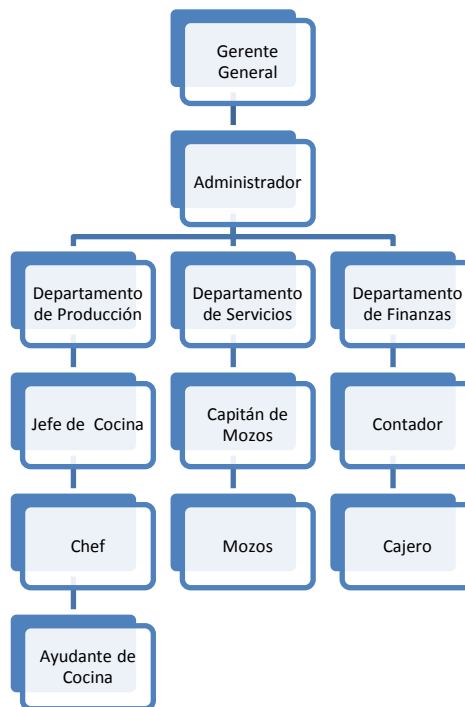 Gerente
General
Administrador
Departamento
de Producción
Departamento
de Servicios
Departamento
de Finanzas
Jefe de Cocina
Capitán de
Mozos
Contador
Chef
Mozos
Cajero
Ayudante de
Cocina